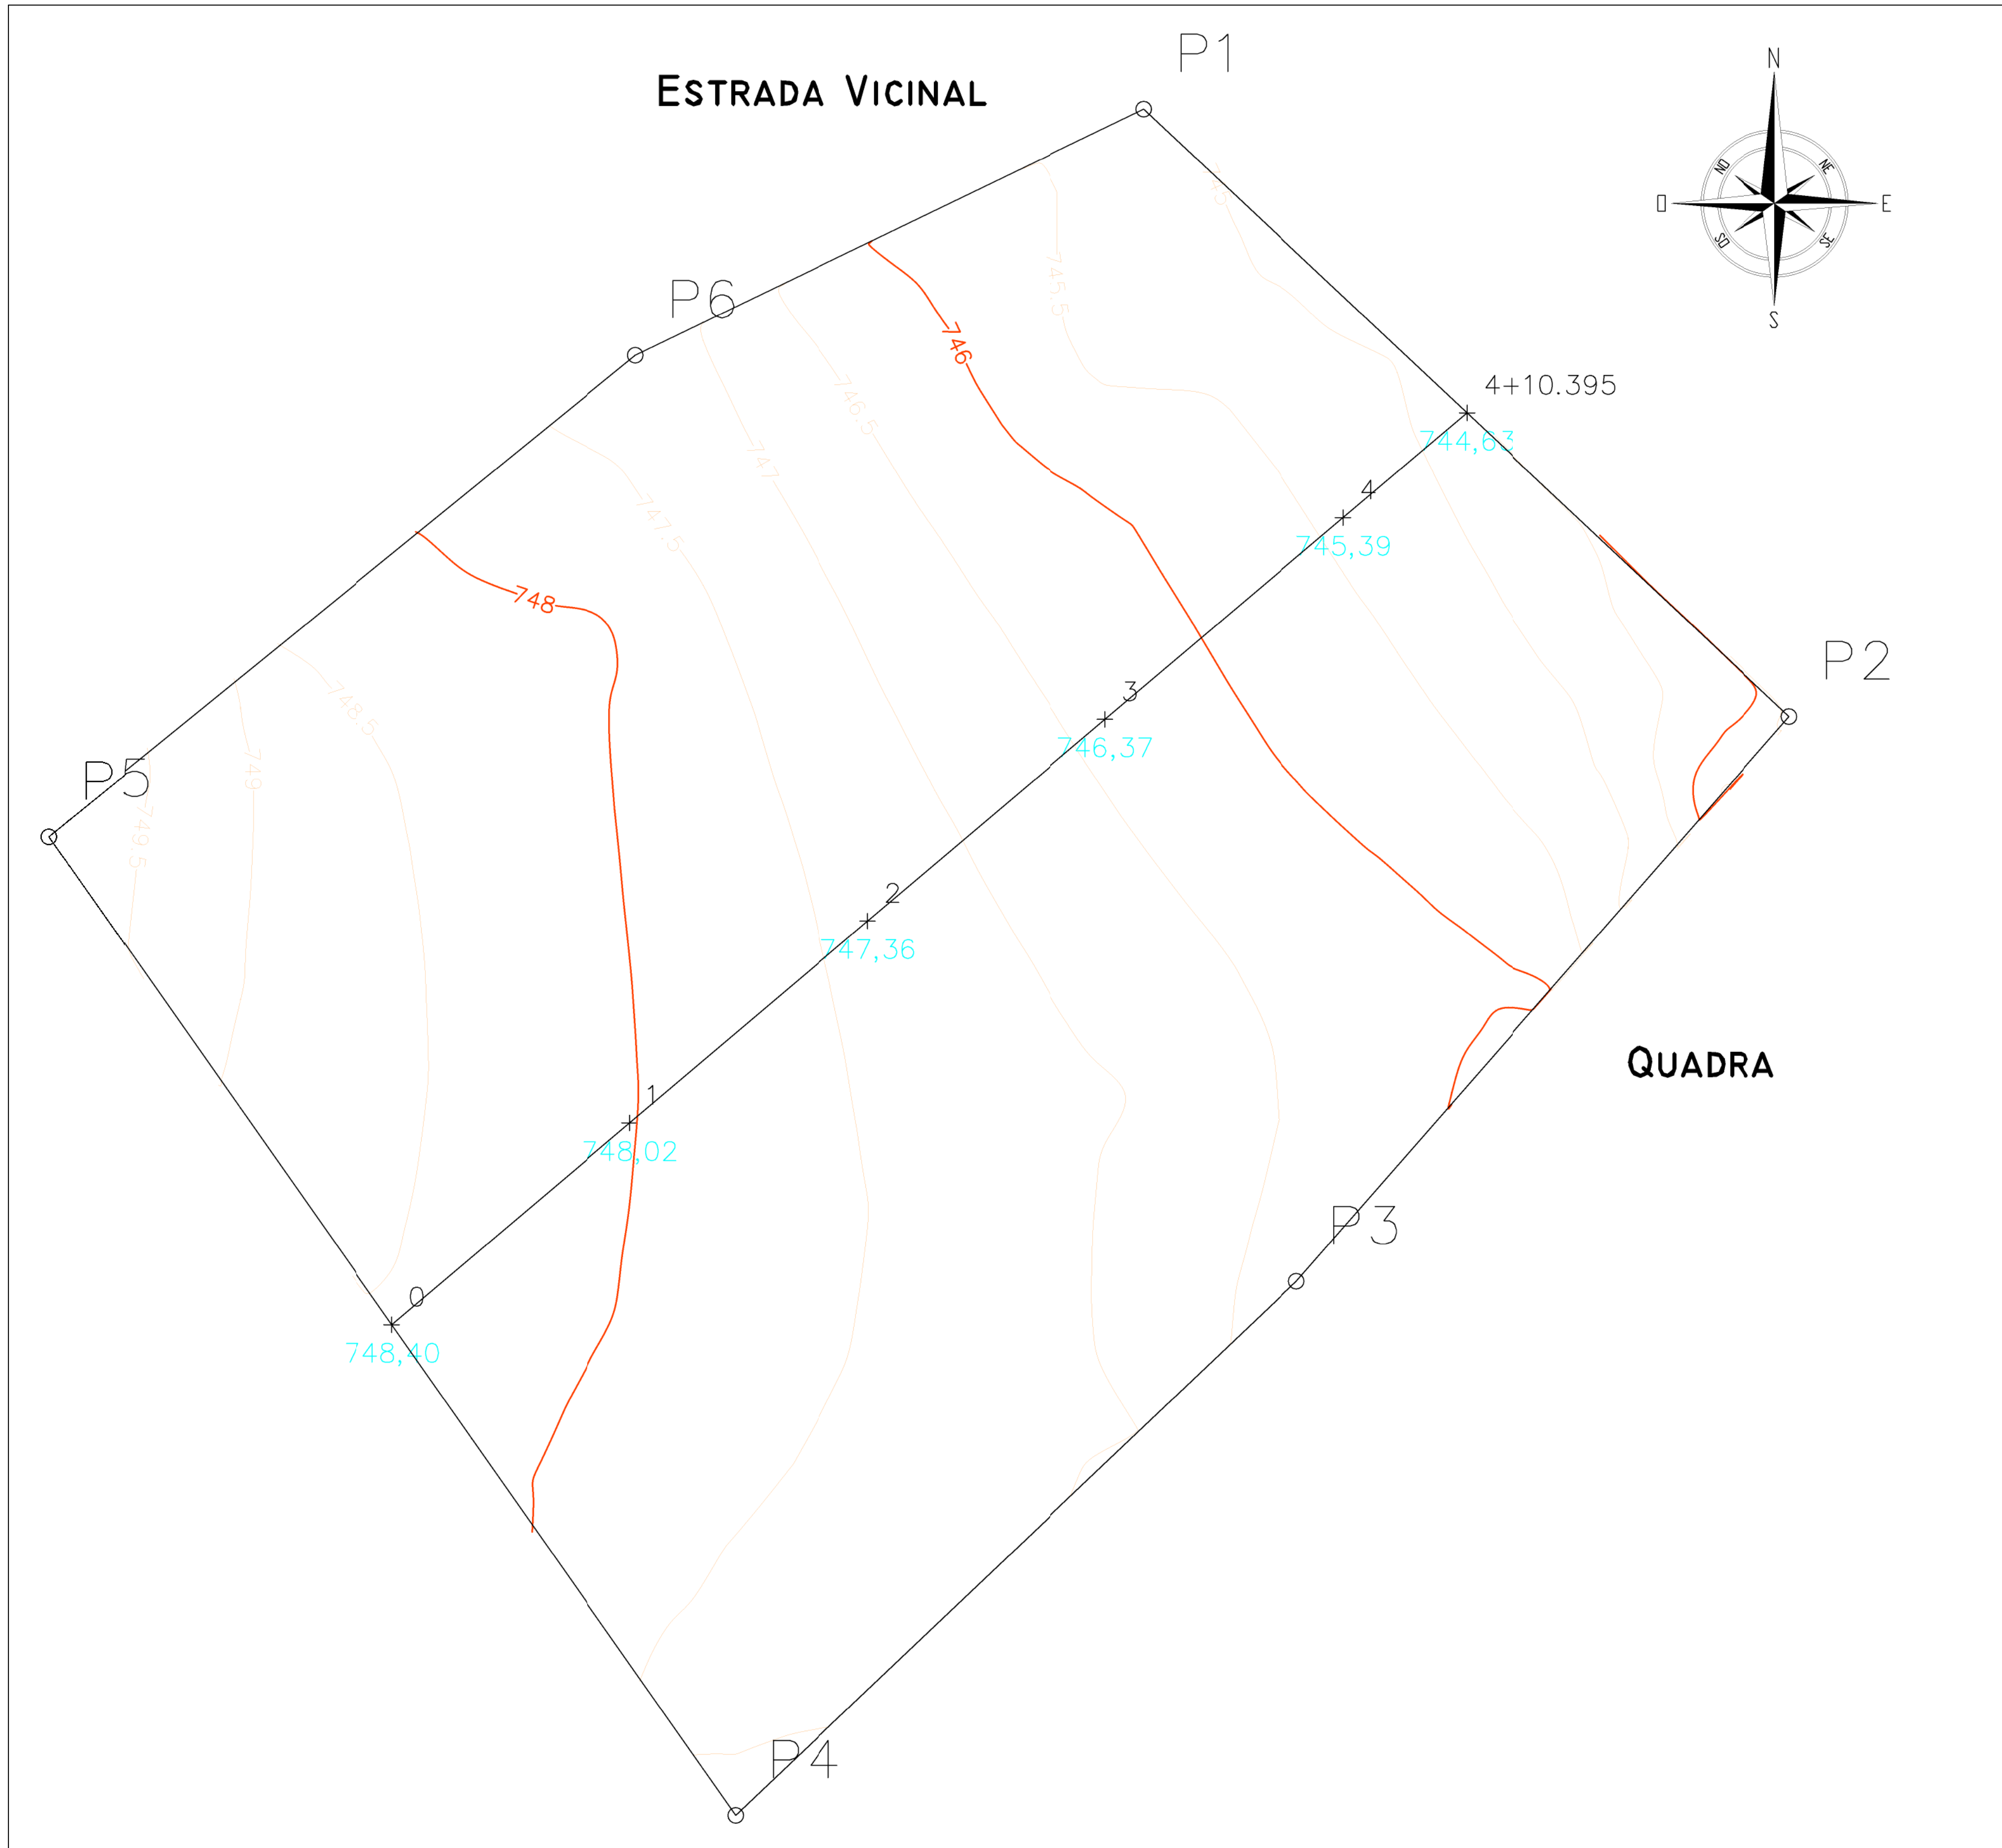 P1
ESTRADA VICINAL
N
NO
NE
O
E
SO
SE
S
745
745.5
P6
746
746.5
4+10.395
744,63
747
4
747.5
745,39
748
P2
3
748.5
746,37
749
P5
749.5
2
747,36
QUADRA
1
748,02
P3
0
748,40
P4